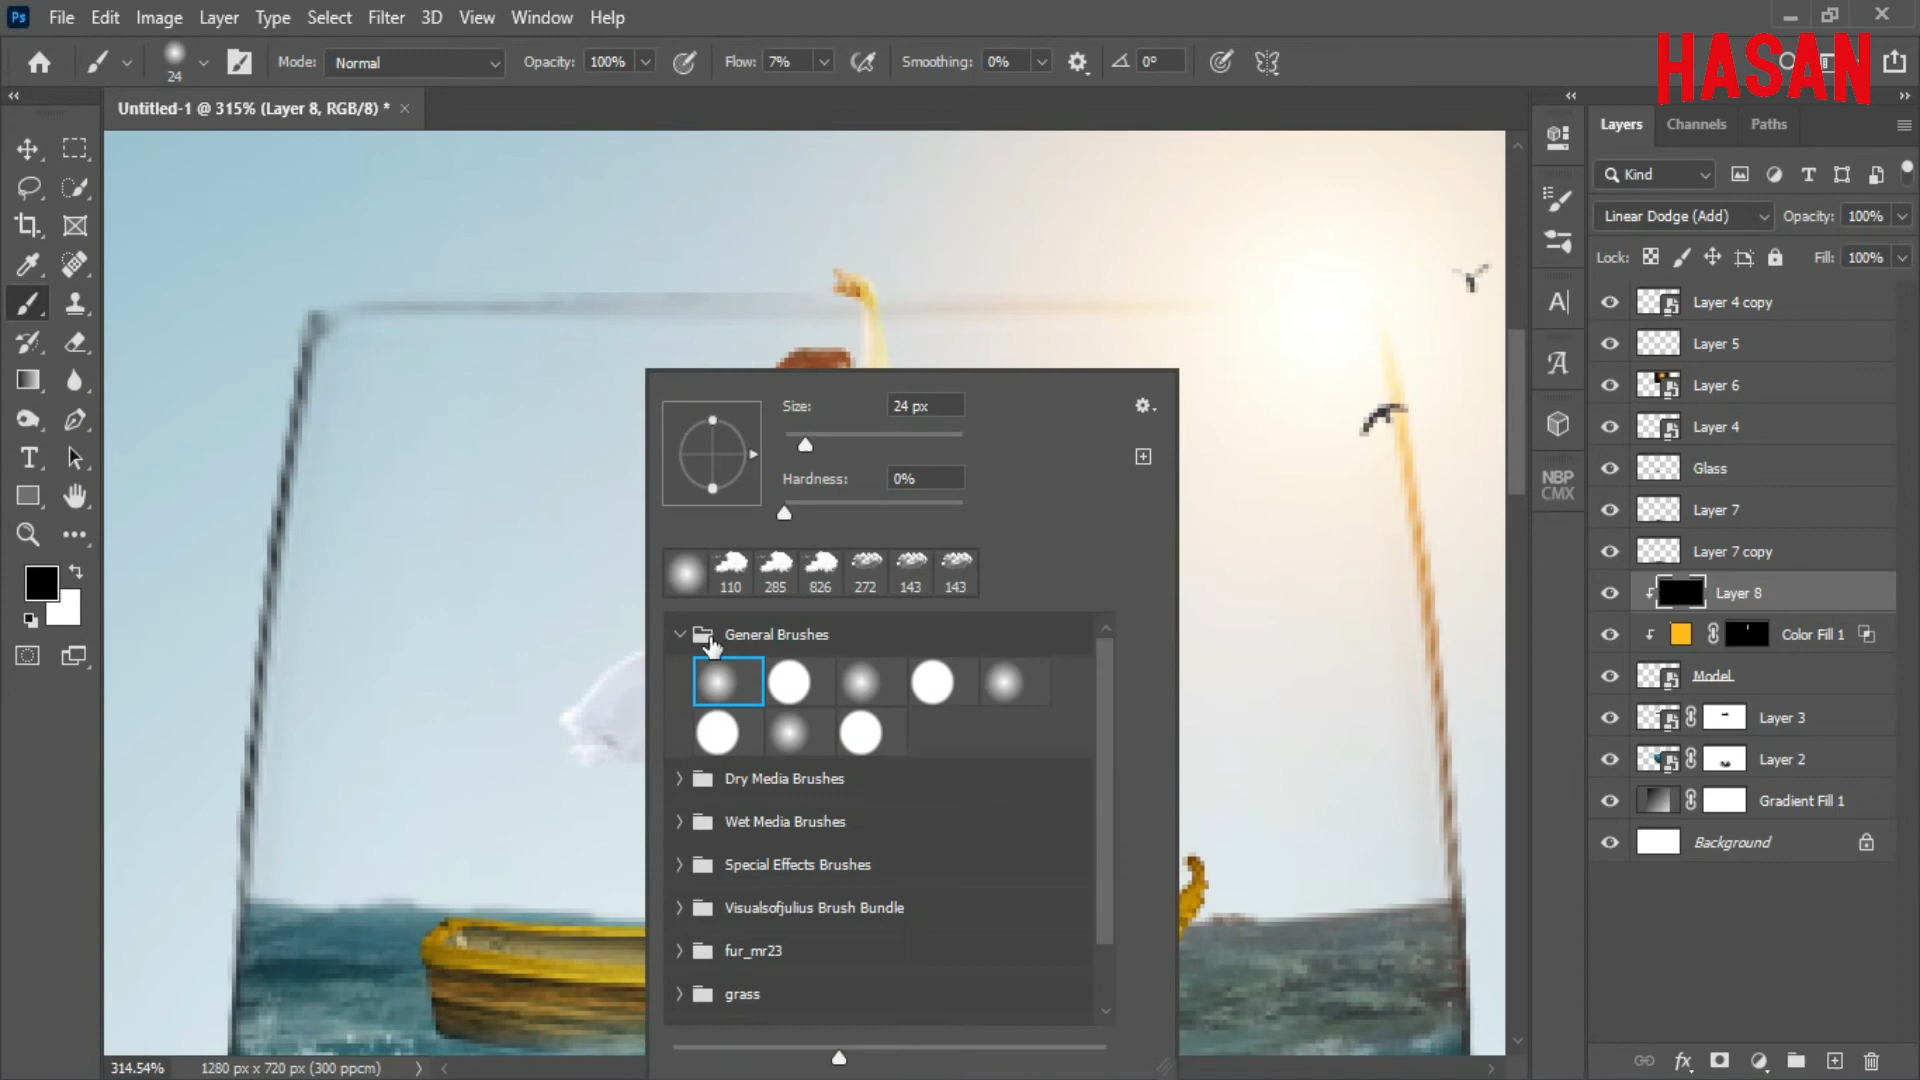 Ps File Edit Image Layer Type Select Filter 3D View Window Help
24 Mode: Normal Opacity: 100% Flow: 7% Smoothing: 0% 0°
HASAN
Untitled-1 @ 315% (Layer 8, RGB/8) *
Layers Channels Paths
Kind
Linear Dodge (Add) Opacity: 100%
Lock: Fill: 100%
Layer 4 copy
Layer 5
Layer 6
Layer 4
Glass
Layer 7
Layer 7 copy
Layer 8
Color Fill 1
Model
Layer 3
Layer 2
Gradient Fill 1
Background
NBP
CMX
Size: 24 px
Hardness: 0%
110 285 826 272 143 143
General Brushes
Dry Media Brushes
Wet Media Brushes
Special Effects Brushes
Visualsofjulius Brush Bundle
fur_mr23
grass
314.54% 1280 px x 720 px (300 ppcm)